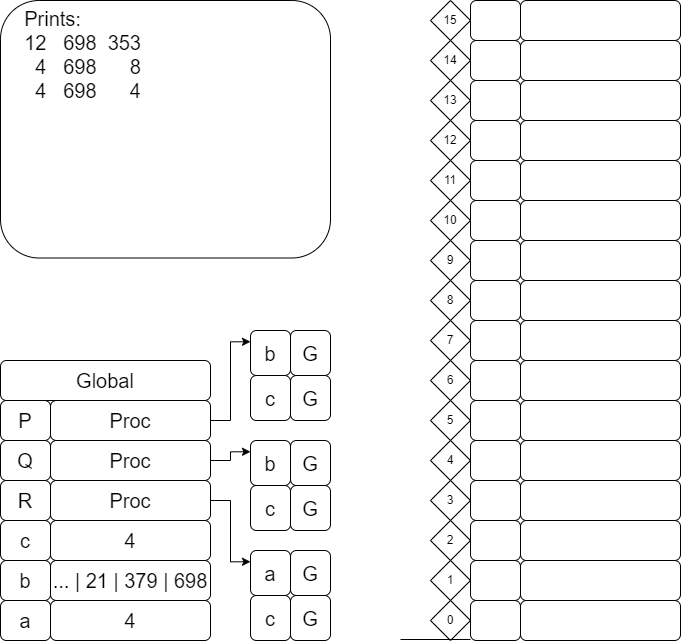 Prints:
12 698 353
4 698 8
4 698 4
Global
P Proc
Q Proc
R Proc
c 4
b ... | 21 | 379 | 698
a 4
b G
c G
b G
c G
a G
c G
15
14
13
12
11
10
9
8
7
6
5
4
3
2
1
0